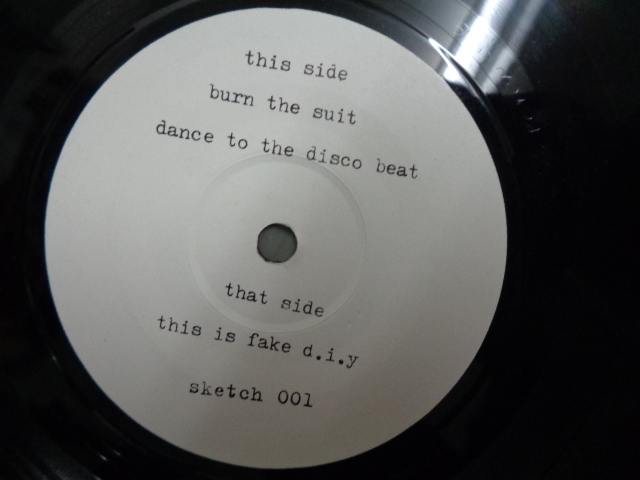 this side
burn the suit
dance to the disco beat
that side
this is fake d.i.y
sketch 001